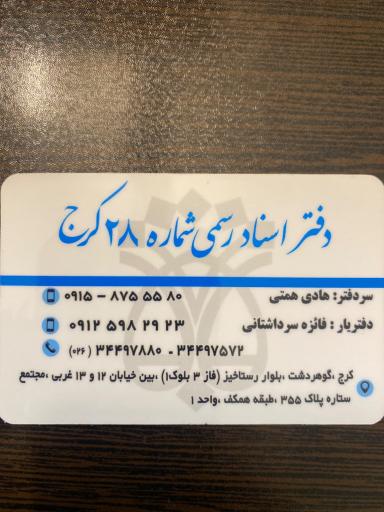 دفتر اسناد رسمی شماره ۲۸ کرج
سردفتر: هادی همتی ۰۹۱۵ – ۸۷۵ ۵۵ ۸۰
دفتریار : فائزه سرداشتانی ۰۹۱۲ ۵۹۸ ۲۹ ۲۳
۳۴۴۹۷۵۷۲ - ۳۴۴۹۷۸۸۰ (۰۲۶)
کرج ،گوهردشت ،بلوار رستاخیز (فاز ۳ بلوک۱) ،بین خیابان ۱۲ و ۱۳ غربی ،مجتمع
ستاره پلاک ۳۵۵ ،طبقه همکف ،واحد ۱